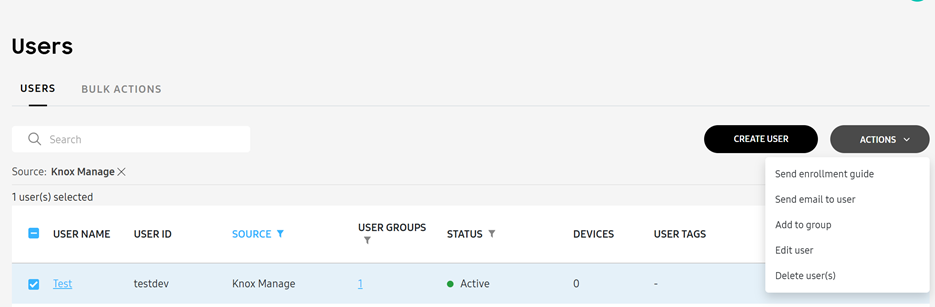 Users
USERS BULK ACTIONS
Search
CREATE USER ACTIONS
Source: Knox Manage
1 user(s) selected
Send enrollment guide
Send email to user
Add to group
Edit user
Delete user(s)
USER NAME USER ID SOURCE USER GROUPS STATUS DEVICES USER TAGS
Test testdev Knox Manage 1 Active 0 -